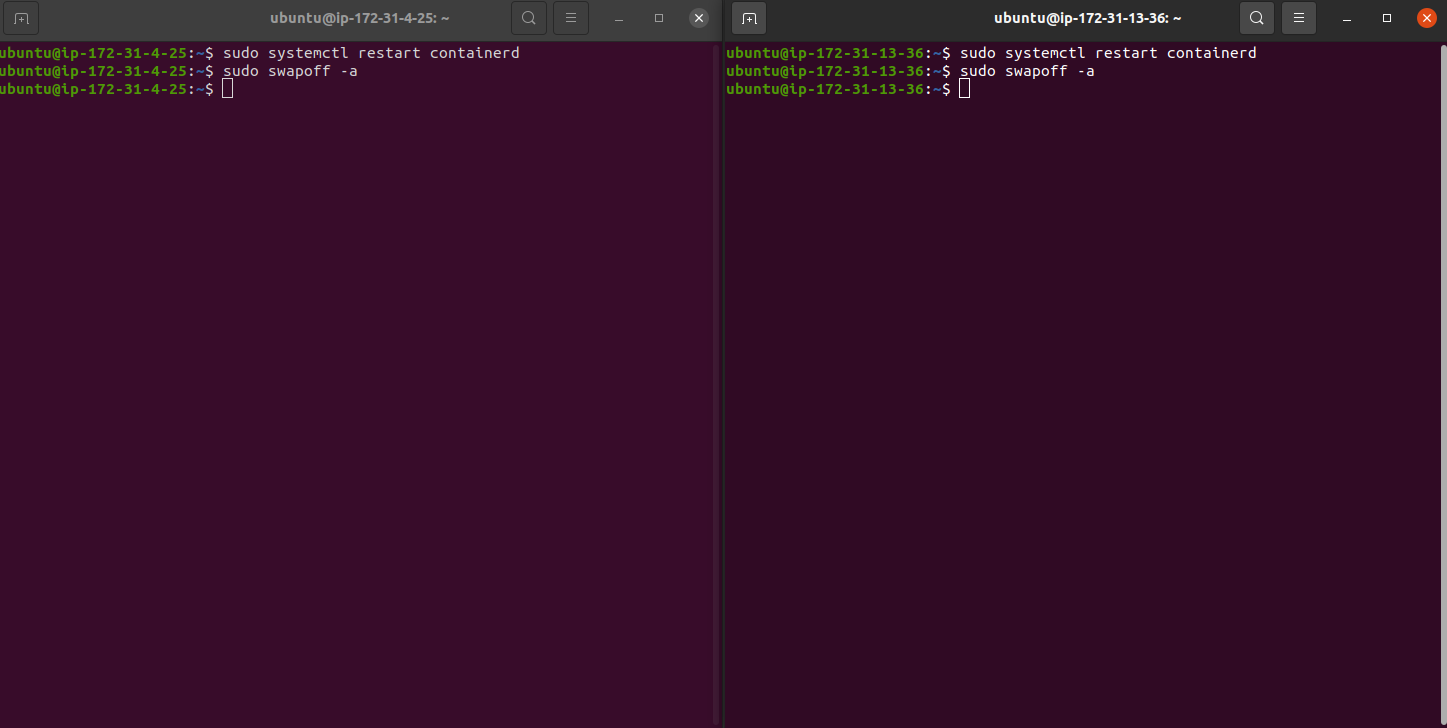 ubuntu@ip-172-31-4-25: ~
ubuntu@ip-172-31-4-25:~$ sudo systemctl restart containerd
ubuntu@ip-172-31-4-25:~$ sudo swapoff -a
ubuntu@ip-172-31-4-25:~$
ubuntu@ip-172-31-13-36: ~
ubuntu@ip-172-31-13-36:~$ sudo systemctl restart containerd
ubuntu@ip-172-31-13-36:~$ sudo swapoff -a
ubuntu@ip-172-31-13-36:~$